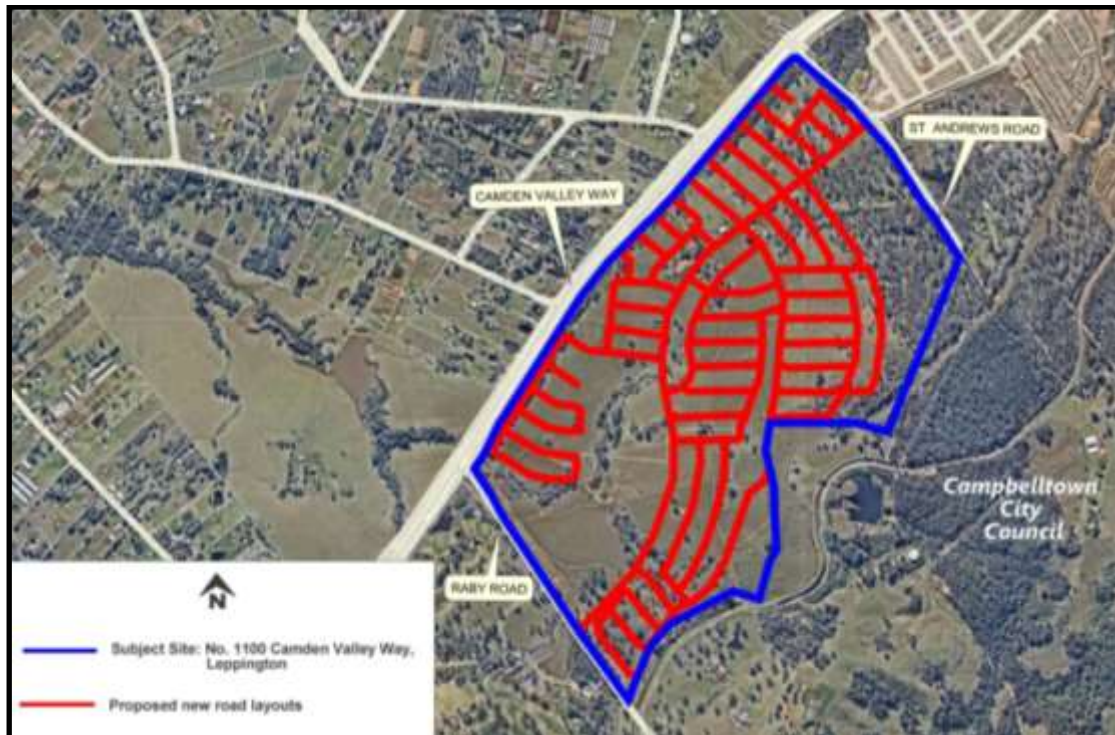 ST ANDREWS ROAD
CAMDEN VALLEY WAY
Campbelltown
City
Council
RABY ROAD
N
Subject Site: No. 1100 Camden Valley Way,
Leppington
Proposed new road layouts